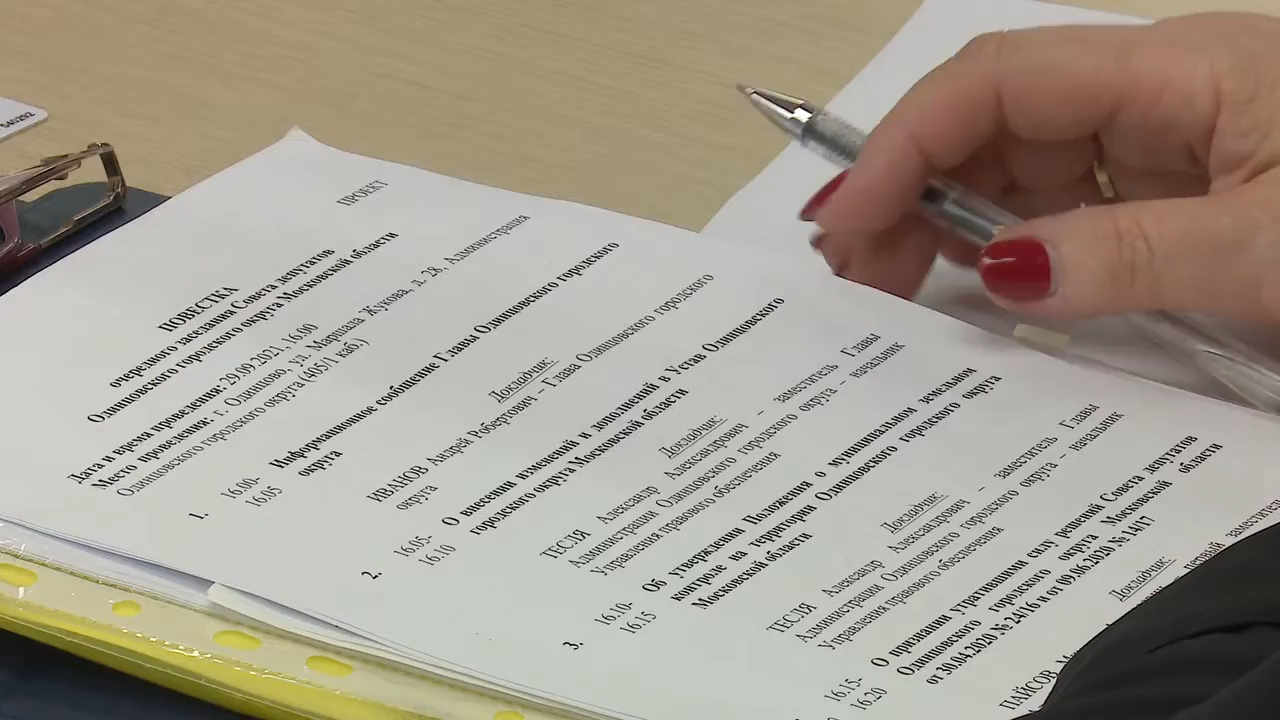 540292
ПРОЕКТ
ПОВЕСТКА
очередного заседания Совета депутатов
Одинцовского городского округа Московской области
Дата и время проведения: 29.09.2021, 16.00
Место проведения: г. Одинцово, ул. Маршала Жукова, д. 28, Администрация
Одинцовского городского округа (405/1 каб.)
1.
16.00-
16.05
Информационное сообщение Главы Одинцовского городского
округа
Докладчик:
ИВАНОВ Андрей Робертович – Глава Одинцовского городского
округа
2.
16.05-
16.10
О внесении изменений и дополнений в Устав Одинцовского
городского округа Московской области
Докладчик:
ТЕСЛЯ Александр Александрович – заместитель Главы
Администрации Одинцовского городского округа – начальник
Управления правового обеспечения
3.
16.10-
16.15
Об утверждении Положения о муниципальном земельном
контроле на территории Одинцовского городского округа
Московской области
Докладчик:
ТЕСЛЯ Александр Александрович – заместитель Главы
Администрации Одинцовского городского округа – начальник
Управления правового обеспечения
16.15-
16.20
О признании утратившими силу решений Совета депутатов
Одинцовского городского округа Московской области
от 30.04.2020 № 24/16 и от 09.06.2020 № 14/17
Докладчик:
ПАЙСОВ
первый заместитель